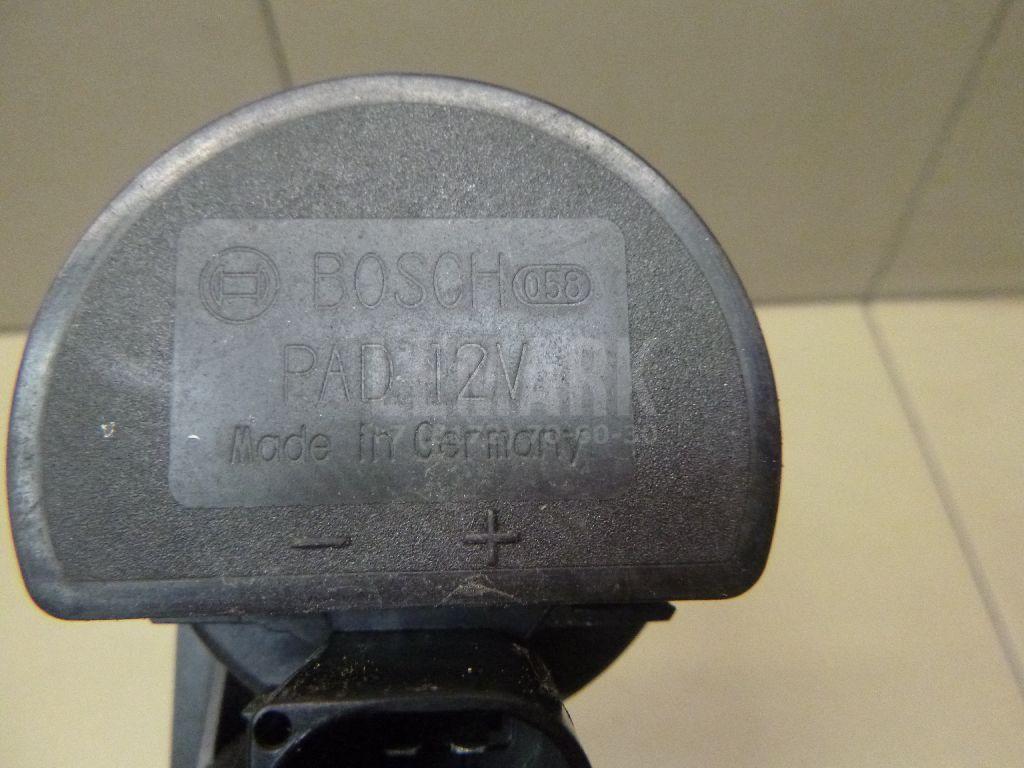 BOSCH 058
PAD 12V
Made in Germany
- +